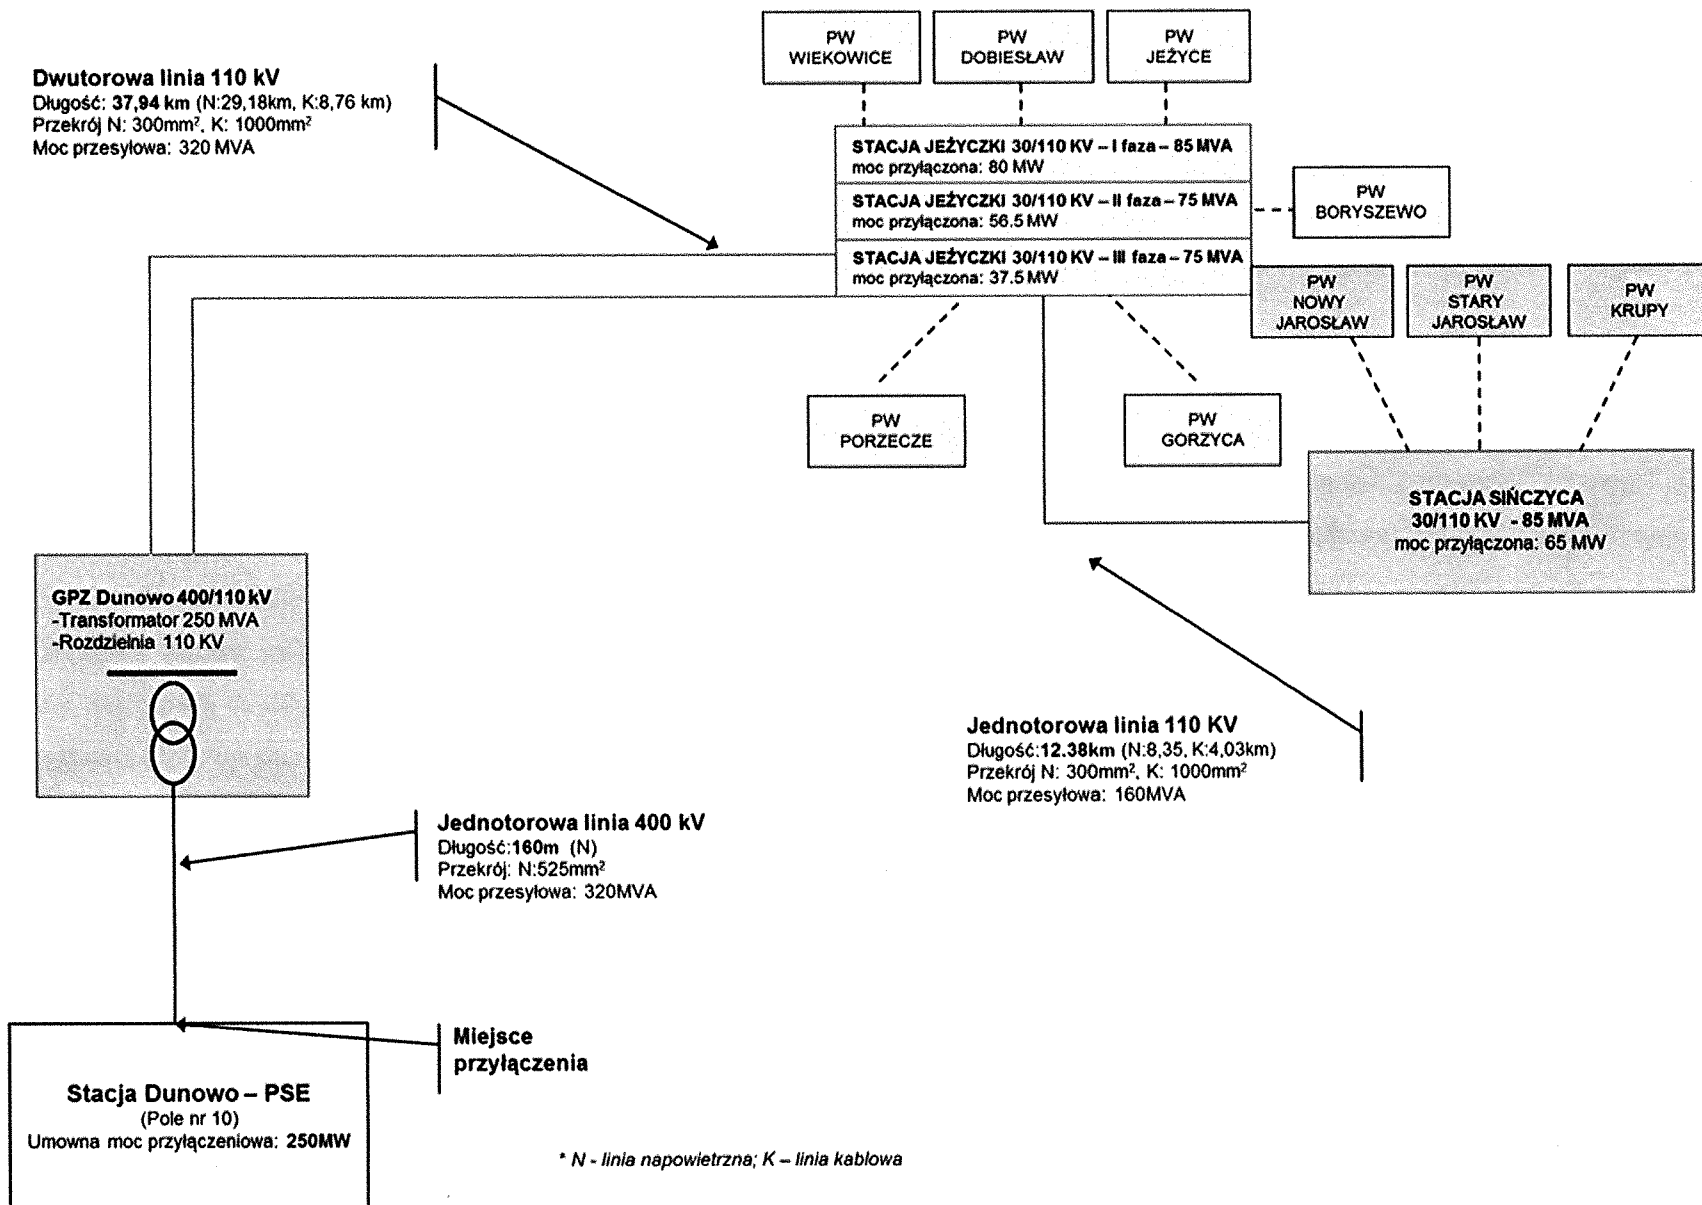 Dwutorowa linia 110 kV
Długość: 37,94 km (N:29,18km, K:8,76 km)
Przekrój N: 300mm², K: 1000mm²
Moc przesyłowa: 320 MVA
PW
WIEKOWICE
PW
DOBIESŁAW
PW
JEŻYCE
STACJA JEŻYCZKI 30/110 KV – I faza – 85 MVA
moc przyłączona: 80 MW
STACJA JEŻYCZKI 30/110 KV – II faza – 75 MVA
moc przyłączona: 56.5 MW
STACJA JEŻYCZKI 30/110 KV – III faza – 75 MVA
moc przyłączona: 37.5 MW
PW
BORYSZEWO
PW
NOWY
JAROSŁAW
PW
STARY
JAROSŁAW
PW
KRUPY
PW
PORZECZE
PW
GORZYCA
STACJA SIŃCZYCA
30/110 KV - 85 MVA
moc przyłączona: 65 MW
GPZ Dunowo 400/110 kV
-Transformator 250 MVA
-Rozdzielnia 110 KV
Jednotorowa linia 110 KV
Długość:12.38km (N:8,35, K:4,03km)
Przekrój N: 300mm², K: 1000mm²
Moc przesyłowa: 160MVA
Jednotorowa linia 400 kV
Długość:160m (N)
Przekrój: N:525mm²
Moc przesyłowa: 320MVA
Miejsce
przyłączenia
Stacja Dunowo – PSE
(Pole nr 10)
Umowna moc przyłączeniowa: 250MW
* N - linia napowietrzna; K – linia kablowa